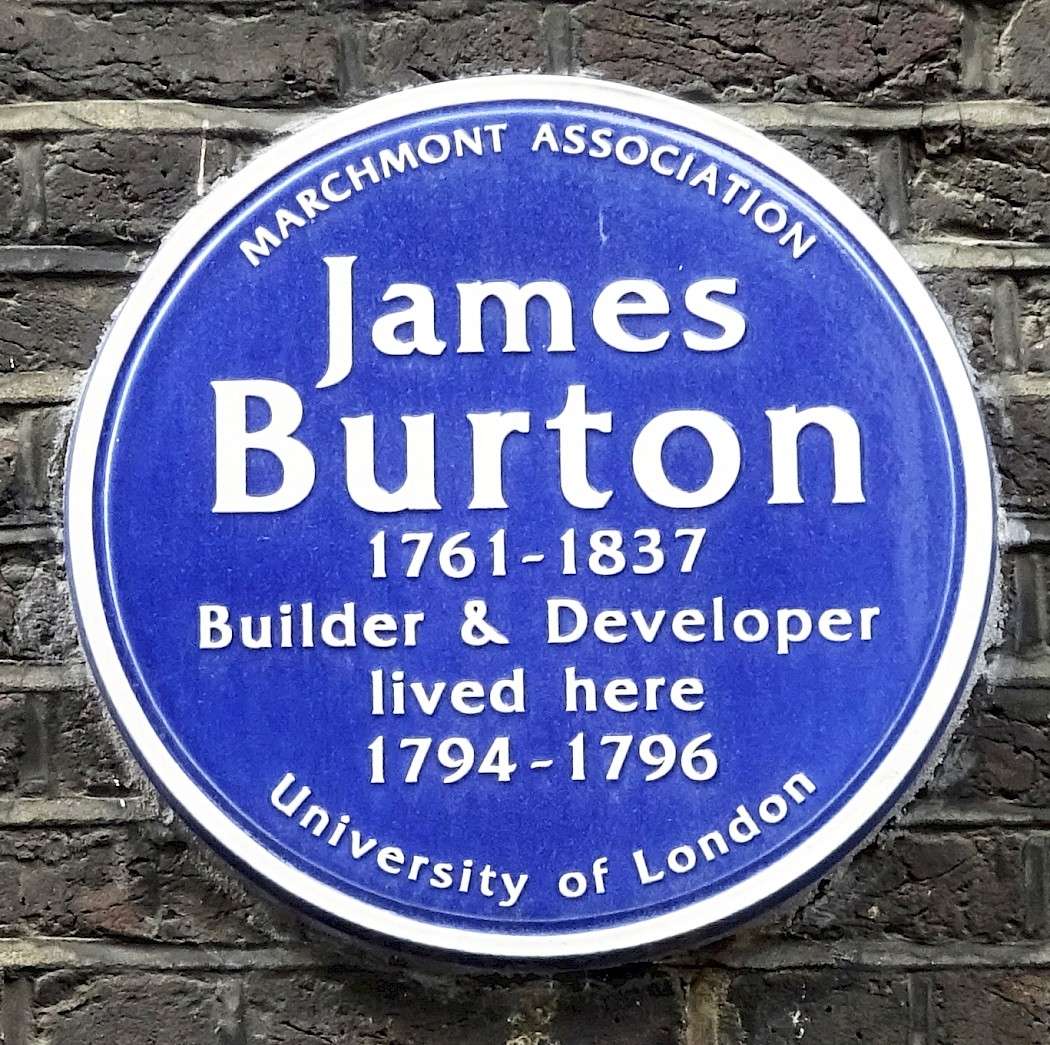 MARCHMONT ASSOCIATION
James
Burton
1761-1837
Builder & Developer
lived here
1794-1796
University of London